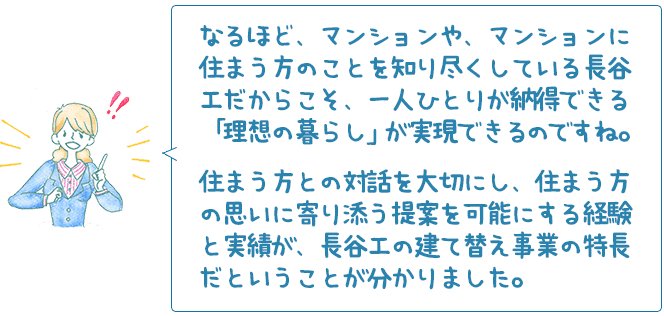 !!
なるほど、マンションや、マンションに
住まう方のことを知り尽くしている長谷
工だからこそ、一人ひとりが納得できる
「理想の暮らし」が実現できるのですね。
住まう方との対話を大切にし、住まう方
の思いに寄り添う提案を可能にする経験
と実績が、長谷工の建て替え事業の特長
だということが分かりました。